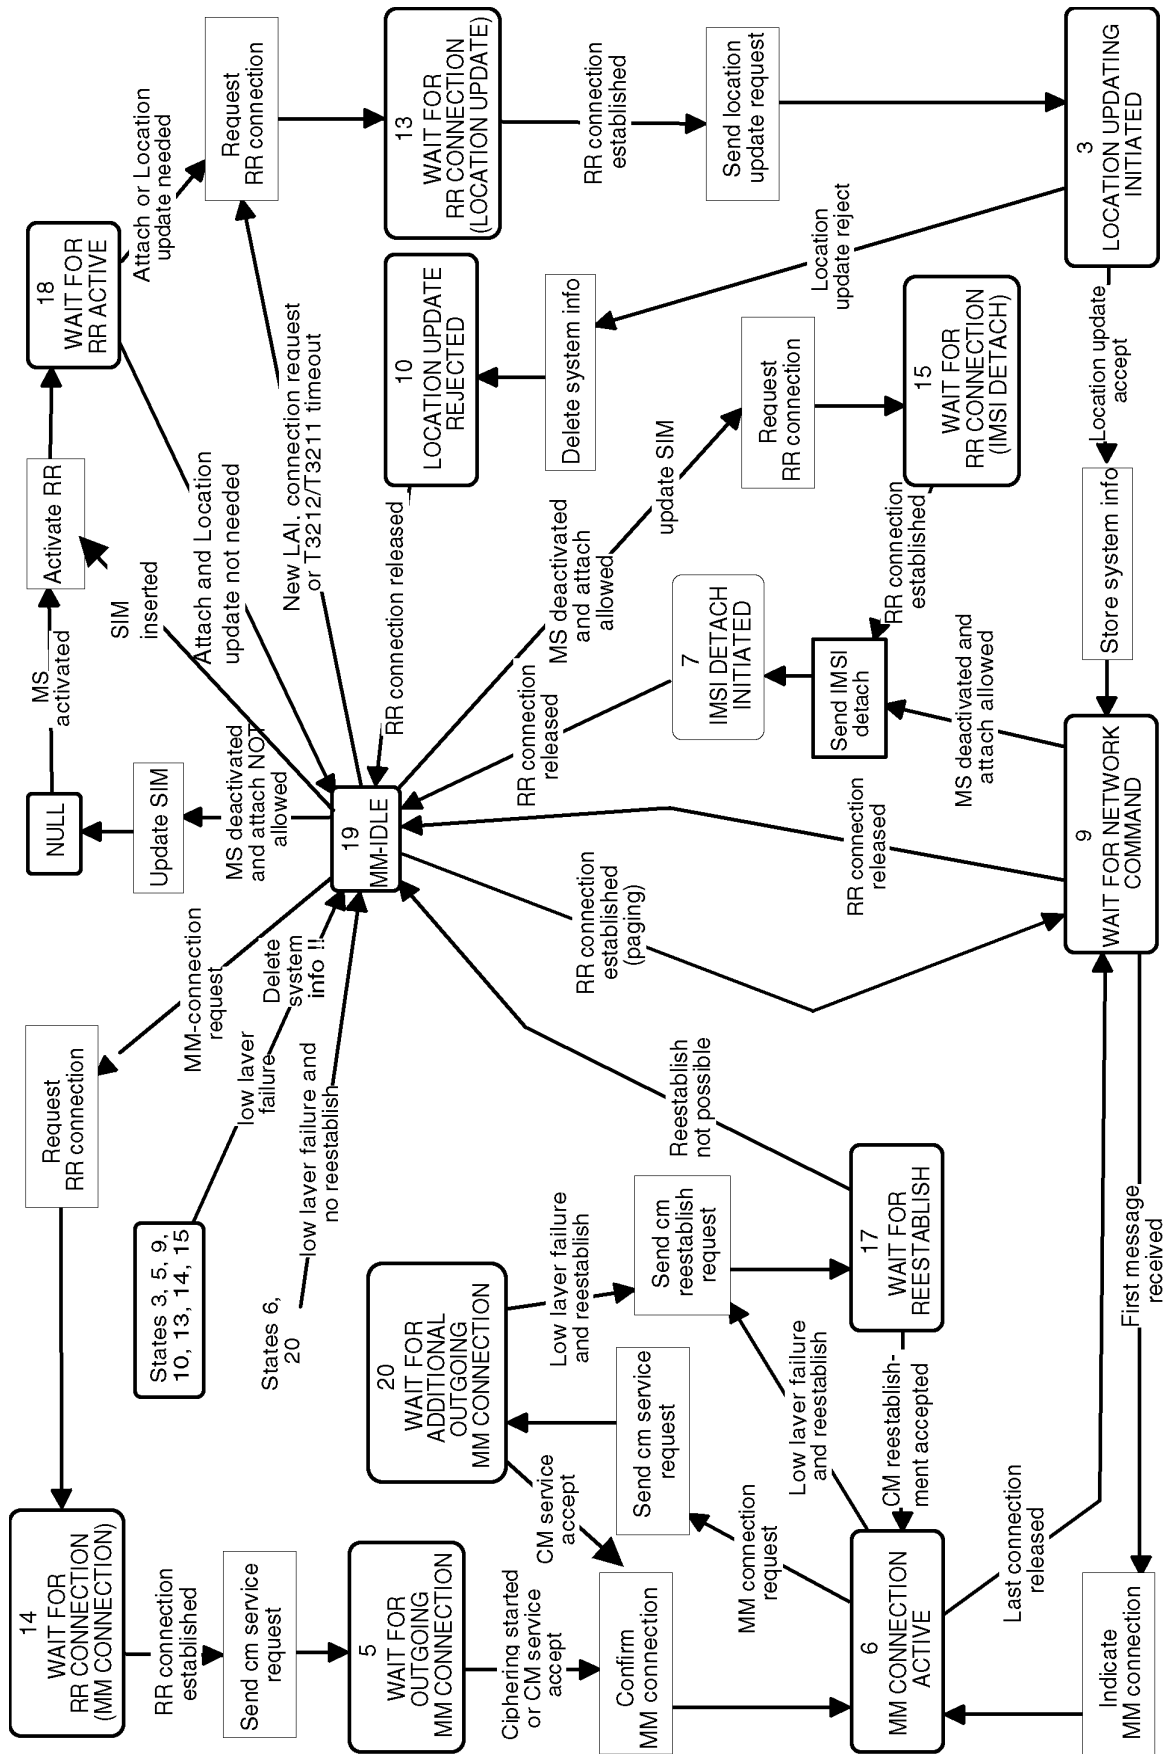 14
WAIT FOR
RR CONNECTION
(MM CONNECTION)
RR connection
established
Send cm service
request
5
WAIT FOR
OUTGOING
MM CONNECTION
Ciphering started
or CM service
accept
Confirm
MM connection
6
MM CONNECTION
ACTIVE
Indicate
MM connection
Request
RR connection
States 3, 5, 9,
10, 13, 14, 15
States 6,
20
20
WAIT FOR
ADDITIONAL
OUTGOING
MM CONNECTION
CM service
accept
Send cm service
request
MM connection
request
Low layer failure
and reestablish
Send cm
reestablish
request
Low layer failure
and reestablish
17
WAIT FOR
REESTABLISH
CM reestablish-
ment accepted
Last connection
released
First message
received
MM-connection
request
low layer
failure
Delete
system
info !!
low layer failure and
no reestablish
Reestablish
not possible
NULL
Update SIM
MS deactivated
and attach NOT
allowed
19
MM-IDLE
RR connection
established
(paging)
RR connection
released
9
WAIT FOR NETWORK
COMMAND
MS
activated
Activate RR
SIM
inserted
18
WAIT FOR
RR ACTIVE
Attach and Location
update not needed
New LAI. connection request
or T3212/T3211 timeout
RR connection released
MS deactivated
and attach
allowed
update SIM
RR connection
released
7
IMSI DETACH
INITIATED
Send IMSI
detach
RR connection
established
MS deactivated and
attach allowed
Store system info
Attach or Location
update needed
Request
RR connection
13
WAIT FOR
RR CONNECTION
(LOCATION UPDATE)
10
LOCATION UPDATE
REJECTED
Delete system info
Request
RR connection
15
WAIT FOR
RR CONNECTION
(IMSI DETACH)
RR connection
established
Send location
update request
Location
update reject
3
LOCATION UPDATING
INITIATED
Location update
accept